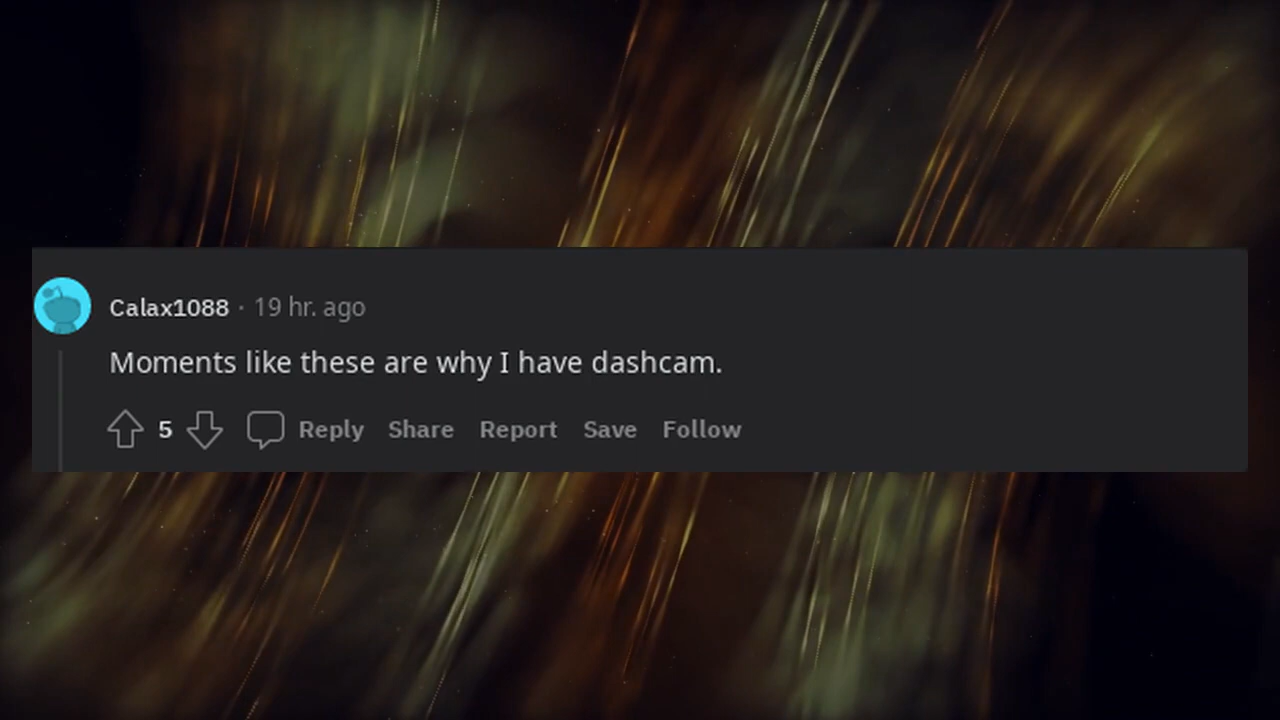 Calax1088 · 19 hr. ago
Moments like these are why I have dashcam.
5 Reply Share Report Save Follow